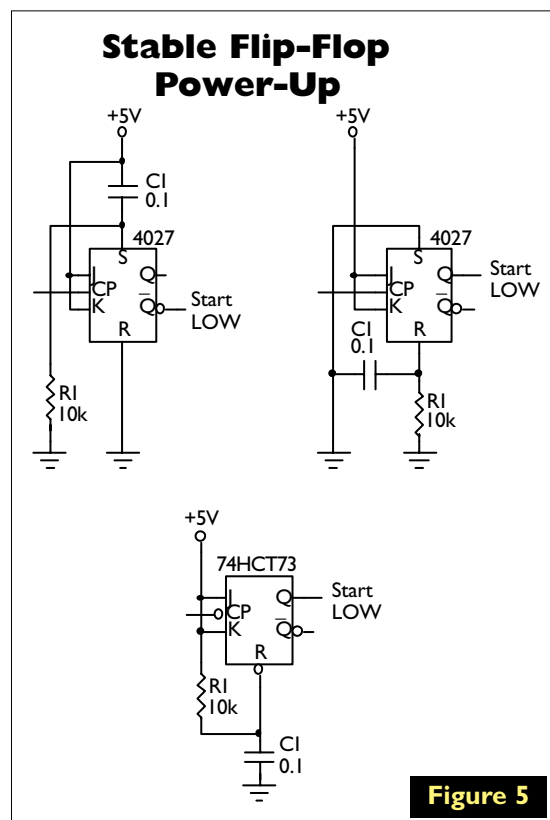 Stable Flip-Flop
Power-Up
+5V
C1
0.1
4027
S
J
CP
K
Q
Q̅
R
Start
LOW
R1
10k
+5V
4027
S
J
CP
K
Q
Q̅
R
Start
LOW
C1
0.1
R1
10k
+5V
74HCT73
J
CP
K
Q
Q̅
R
Start
LOW
R1
10k
C1
0.1
Figure 5